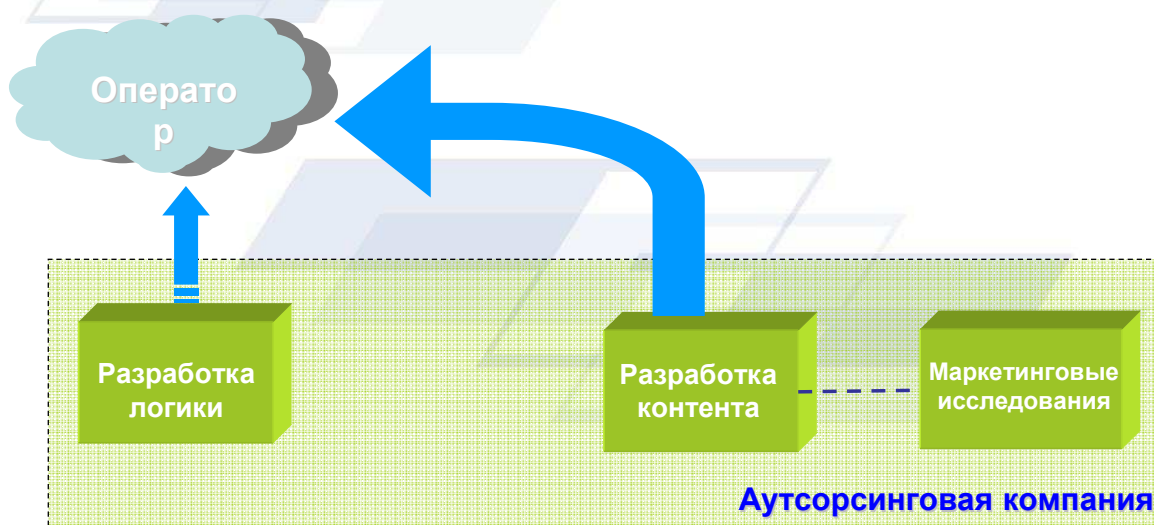 Операто
р
Разработка
логики
Разработка
контента
Маркетинговые
исследования
Аутсорсинговая компания